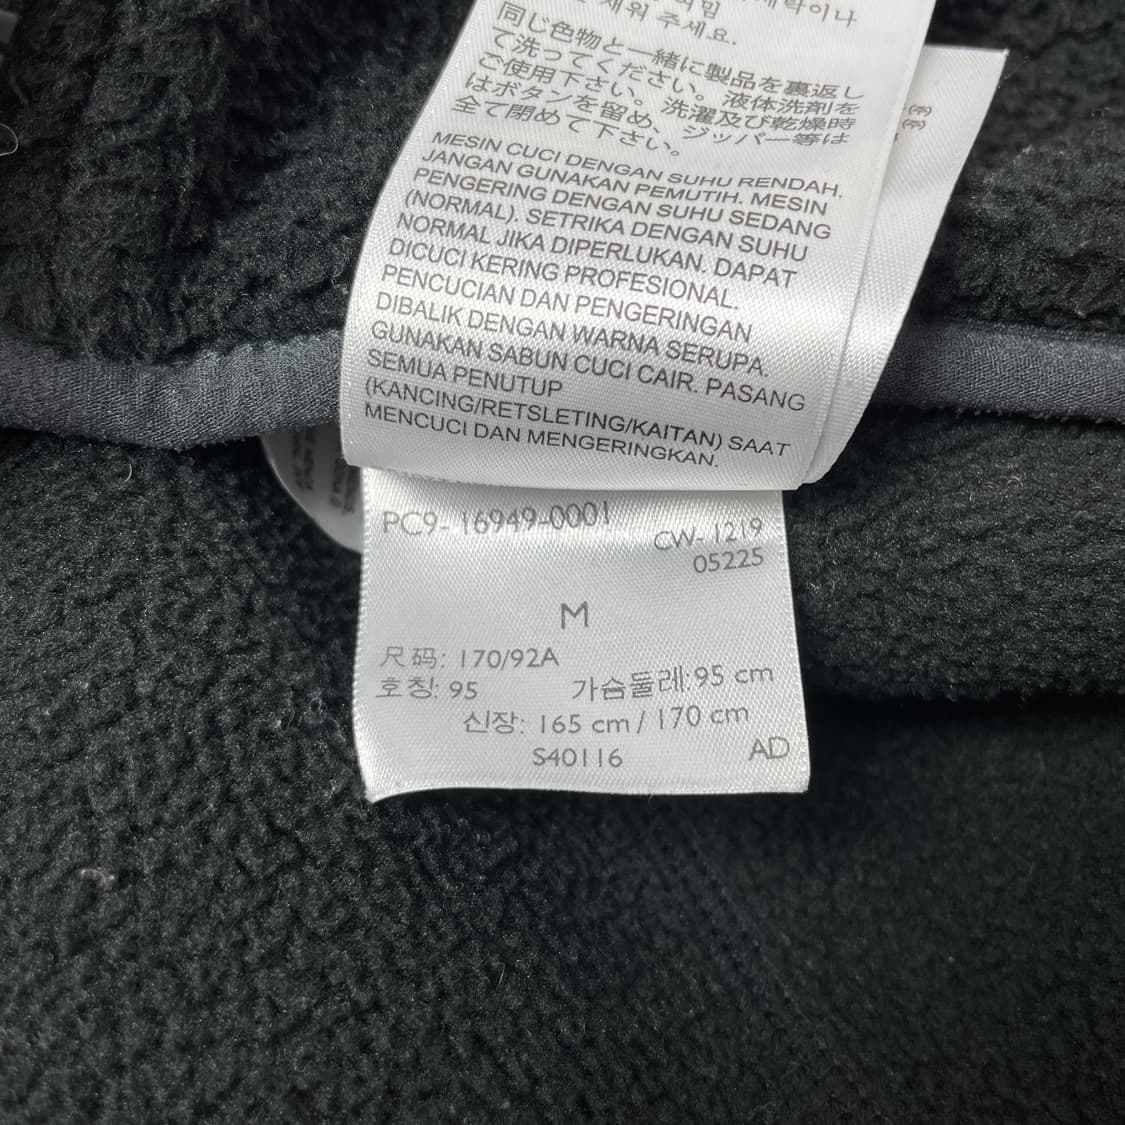 세워 주세요.
同じ色物と一緒に製品を裏返し
て洗ってください。液体洗剤を
ご使用下さい。洗濯及び乾燥時
はボタンを留め、ジッパー等は
全て閉めて下さい。
MESIN CUCI DENGAN SUHU RENDAH.
JANGAN GUNAKAN PEMUTIH. MESIN
PENGERING DENGAN SUHU SEDANG
(NORMAL). SETRIKA DENGAN SUHU
NORMAL JIKA DIPERLUKAN. DAPAT
DICUCI KERING PROFESIONAL.
PENCUCIAN DAN PENGERINGAN
DIBALIK DENGAN WARNA SERUPA.
GUNAKAN SABUN CUCI CAIR. PASANG
SEMUA PENUTUP
(KANCING/RETSLETING/KAITAN) SAAT
MENCUCI DAN MENGERINGKAN.
PC9-16949-0001
CW-1219
05225
M
尺码: 170/92A
호칭: 95 가슴둘레:95 cm
신장: 165 cm / 170 cm
S40116 AD